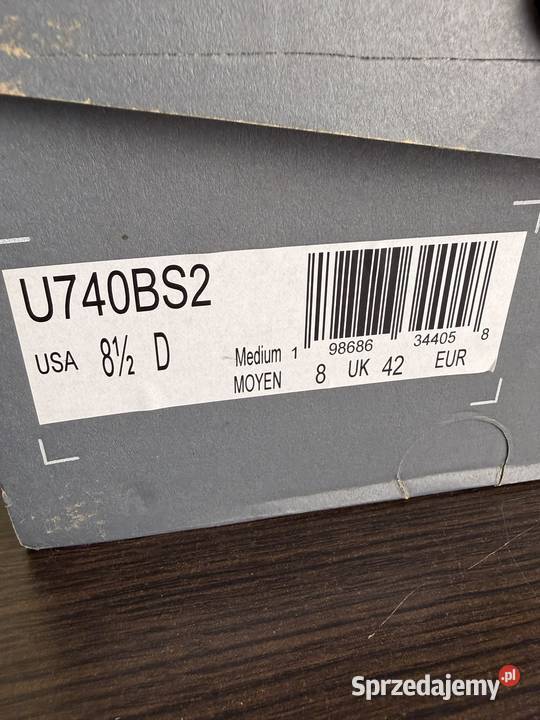 U740BS2
USA 8½ D
Medium
MOYEN
1 98686 34405 8
8 UK 42 EUR
Sprzedajemy.pl